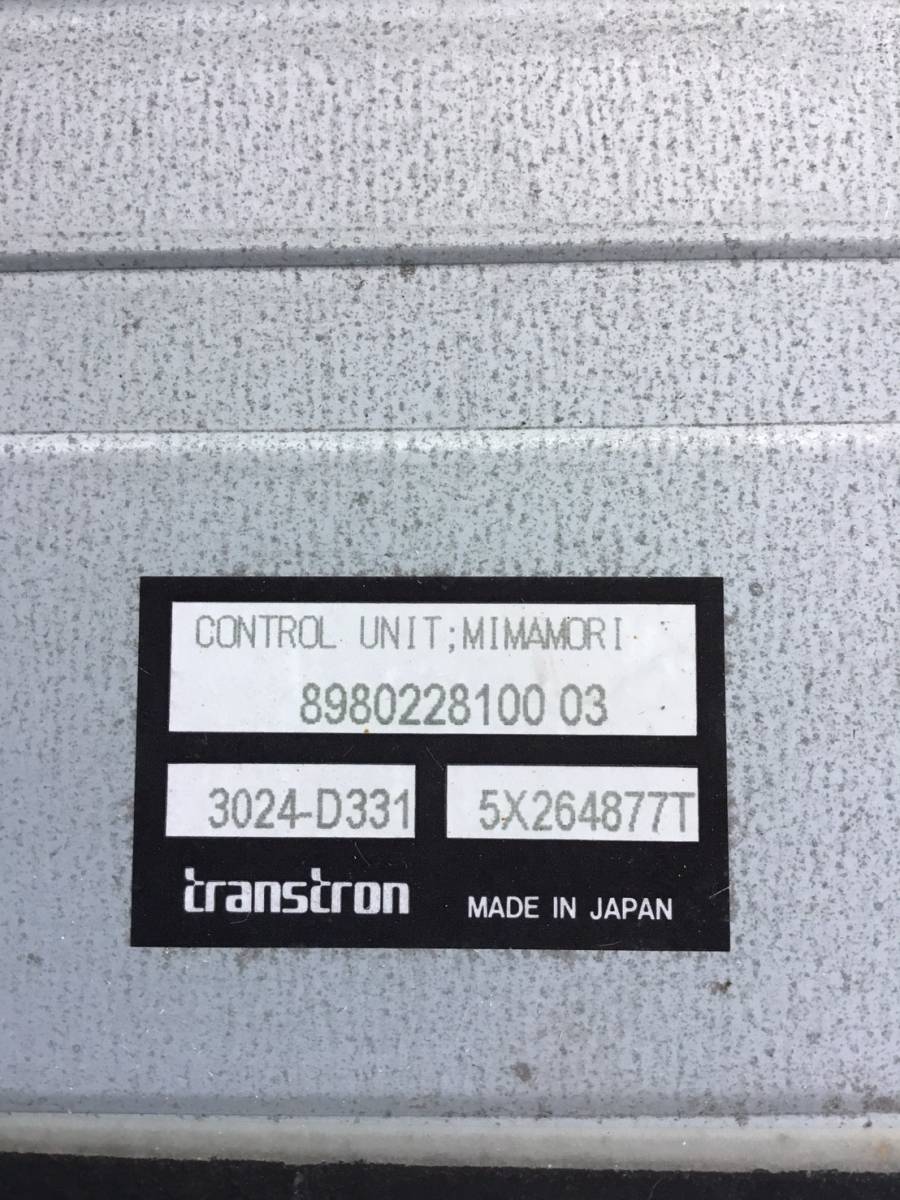 CONTROL UNIT;MIMAMORI
8980228100 03
3024-D331
5X264877T
transtron
MADE IN JAPAN